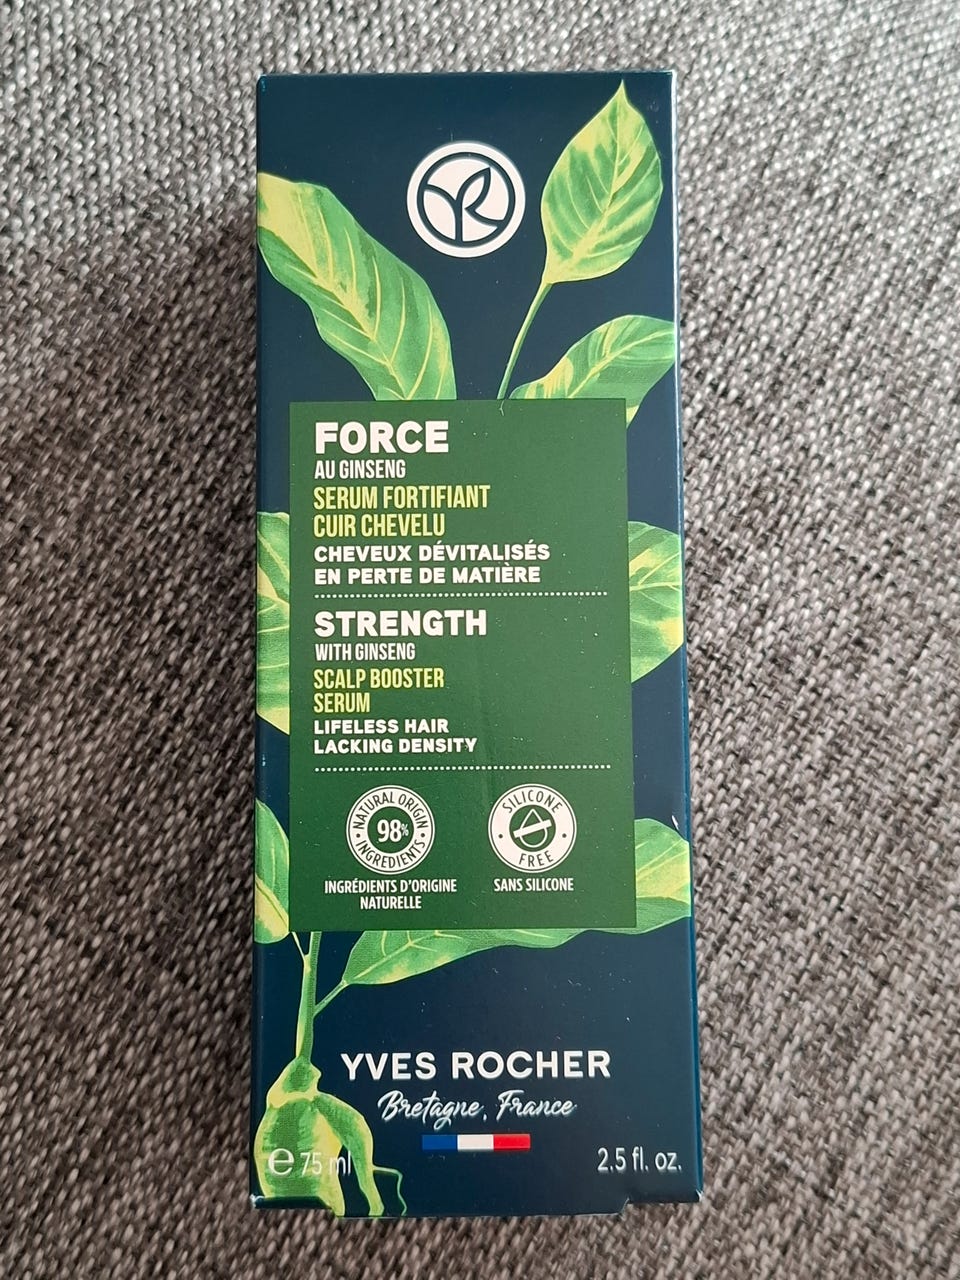 FORCE
AU GINSENG
SERUM FORTIFIANT
CUIR CHEVELU
CHEVEUX DÉVITALISÉS
EN PERTE DE MATIÈRE
STRENGTH
WITH GINSENG
SCALP BOOSTER
SERUM
LIFELESS HAIR
LACKING DENSITY
NATURAL ORIGIN
98%
INGREDIENTS
INGRÉDIENTS D'ORIGINE
NATURELLE
SILICONE
FREE
SANS SILICONE
YVES ROCHER
Bretagne, France
℮ 75 ml
2.5 fl. oz.